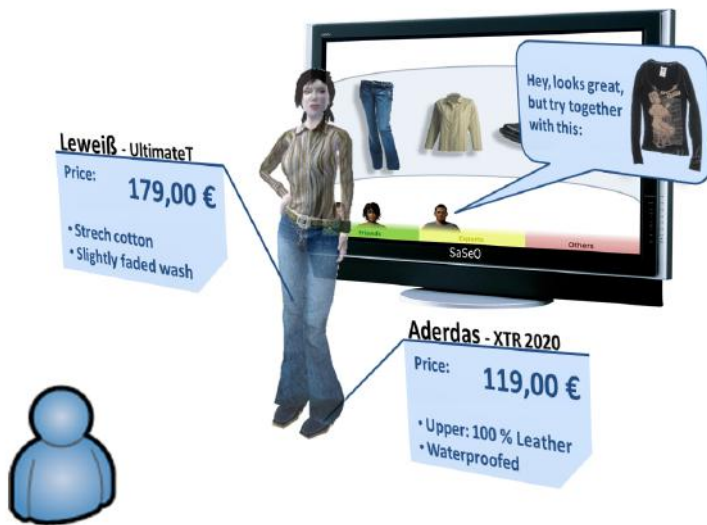 Hey, looks great,
but try together
with this:
Leweiß - UltimateT
Price:
179,00 €
• Strech cotton
• Slightly faded wash
Friends
Experts
Others
SaSeO
Aderdas - XTR 2020
Price:
119,00 €
• Upper: 100 % Leather
• Waterproofed